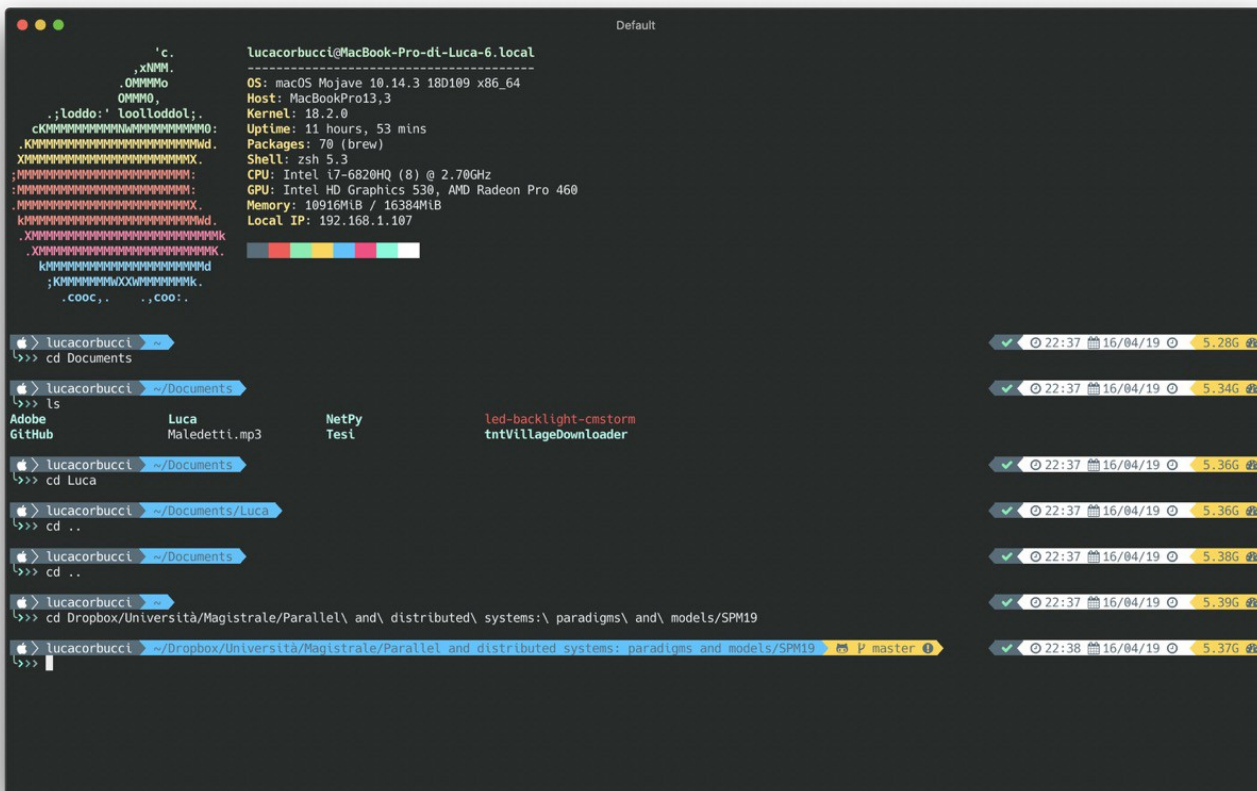 Default
'c.
,xNMM.
.OMMMMo
OMMM0,
.;loddo:' loolloddol;.
cKMMMMMMMMMMNWMMMMMMMMMM0:
.KMMMMMMMMMMMMMMMMMMMMMMMWd.
XMMMMMMMMMMMMMMMMMMMMMMMX.
;MMMMMMMMMMMMMMMMMMMMMMMM:
:MMMMMMMMMMMMMMMMMMMMMMMM:
.MMMMMMMMMMMMMMMMMMMMMMMMX.
kMMMMMMMMMMMMMMMMMMMMMMMMWd.
.XMMMMMMMMMMMMMMMMMMMMMMMMMMk
.XMMMMMMMMMMMMMMMMMMMMMMMMK.
kMMMMMMMMMMMMMMMMMMMMMMd
;KMMMMMMMWXXWMMMMMMMk.
.cooc,. .,coo:.
lucacorbucci@MacBook-Pro-di-Luca-6.local
----------------------------------------
OS: macOS Mojave 10.14.3 18D109 x86_64
Host: MacBookPro13,3
Kernel: 18.2.0
Uptime: 11 hours, 53 mins
Packages: 70 (brew)
Shell: zsh 5.3
CPU: Intel i7-6820HQ (8) @ 2.70GHz
GPU: Intel HD Graphics 530, AMD Radeon Pro 460
Memory: 10916MiB / 16384MiB
Local IP: 192.168.1.107
lucacorbucci ~ ✔ 22:37 16/04/19 5.28G
>>> cd Documents
lucacorbucci ~/Documents ✔ 22:37 16/04/19 5.34G
>>> ls
Adobe Luca NetPy led-backlight-cmstorm
GitHub Maledetti.mp3 Tesi tntVillageDownloader
lucacorbucci ~/Documents ✔ 22:37 16/04/19 5.36G
>>> cd Luca
lucacorbucci ~/Documents/Luca ✔ 22:37 16/04/19 5.36G
>>> cd ..
lucacorbucci ~/Documents ✔ 22:37 16/04/19 5.38G
>>> cd ..
lucacorbucci ~ ✔ 22:37 16/04/19 5.39G
>>> cd Dropbox/Università/Magistrale/Parallel\ and\ distributed\ systems:\ paradigms\ and\ models/SPM19
lucacorbucci ~/Dropbox/Università/Magistrale/Parallel and distributed systems: paradigms and models/SPM19 master ✔ 22:38 16/04/19 5.37G
>>>